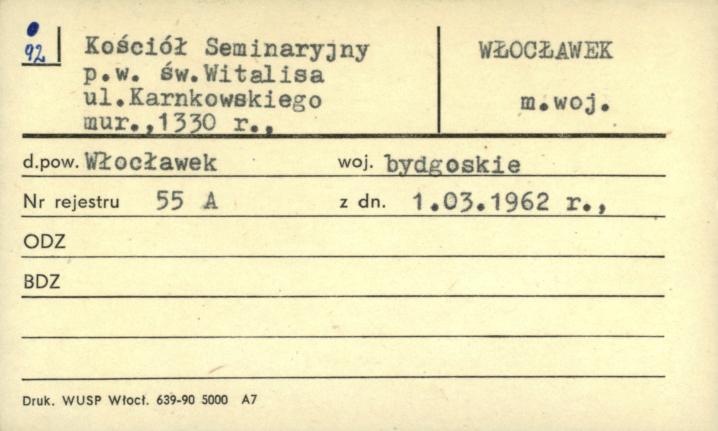 92
Kościół Seminaryjny
p.w. św.Witalisa
ul.Karnkowskiego
mur.,1330 r.,
WŁOCŁAWEK
m.woj.
d.pow. Włocławek woj. bydgoskie
Nr rejestru 55 A z dn. 1.03.1962 r.,
ODZ
BDZ
Druk. WUSP Włocł. 639-90 5000 A7